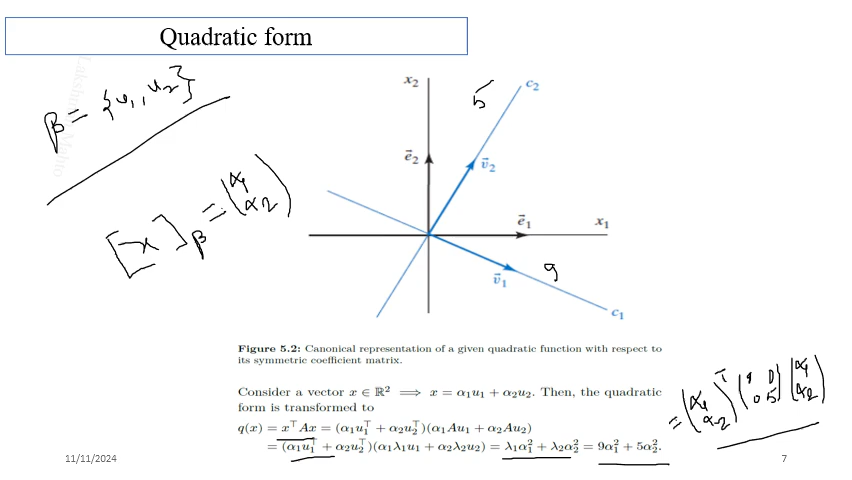 Quadratic form
β = {u₁, u₂}
[x]β = (α₁ α₂)
x₂
5
c₂
e⃗₂
v⃗₂
e⃗₁
x₁
9
v⃗₁
c₁
Figure 5.2: Canonical representation of a given quadratic function with respect to
its symmetric coefficient matrix.
Consider a vector x ∈ ℝ² ⟹ x = α₁u₁ + α₂u₂. Then, the quadratic
form is transformed to
q(x) = x⊤Ax = (α₁u₁⊤ + α₂u₂⊤)(α₁Au₁ + α₂Au₂)
= (α₁u₁⊤ + α₂u₂⊤)(α₁λ₁u₁ + α₂λ₂u₂) = λ₁α₁² + λ₂α₂² = 9α₁² + 5α₂².
= (α₁ α₂)ᵀ (9 0 0 5) (α₁ α₂)
11/11/2024
7